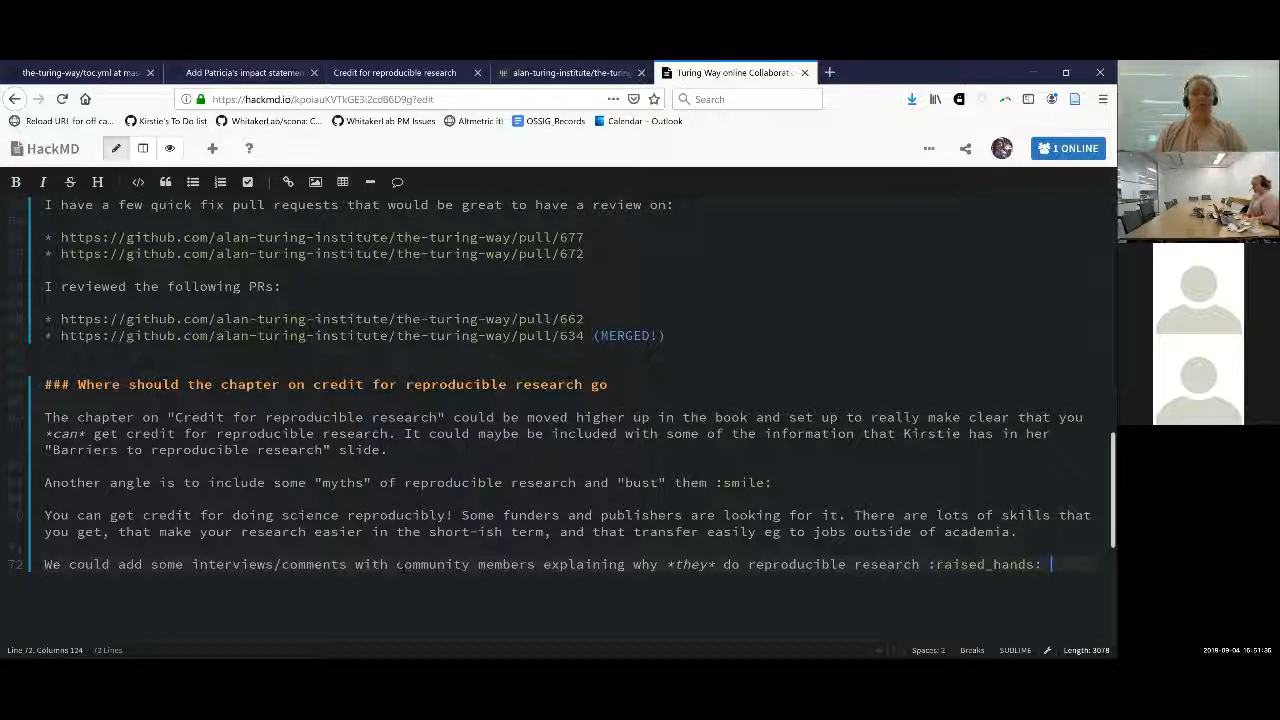 the-turing-way/toc.yml at mas
Add Patricia's impact statemen
Credit for reproducible research
alan-turing-institute/the-turing-
Turing Way online Collaborati
https://hackmd.io/kpoiauKVTkGE3i2cd86D9g?edit
Search
Reload URL for off ca...
Kirstie's To Do list
WhitakerLab/scona: C...
WhitakerLab PM Issues
Altmetric it!
OSSIG_Records
Calendar – Outlook
HackMD
1 ONLINE
I have a few quick fix pull requests that would be great to have a review on:
* https://github.com/alan-turing-institute/the-turing-way/pull/677
* https://github.com/alan-turing-institute/the-turing-way/pull/672
I reviewed the following PRs:
* https://github.com/alan-turing-institute/the-turing-way/pull/662
* https://github.com/alan-turing-institute/the-turing-way/pull/634 (MERGED!)
### Where should the chapter on credit for reproducible research go
The chapter on "Credit for reproducible research" could be moved higher up in the book and set up to really make clear that you
*can* get credit for reproducible research. It could maybe be included with some of the information that Kirstie has in her
"Barriers to reproducible research" slide.
Another angle is to include some "myths" of reproducible research and "bust" them :smile:
You can get credit for doing science reproducibly! Some funders and publishers are looking for it. There are lots of skills that
you get, that make your research easier in the short-ish term, and that transfer easily eg to jobs outside of academia.
72 We could add some interviews/comments with community members explaining why *they* do reproducible research :raised_hands:
Line 72, Columns 124 72 Lines
Spaces: 2 Breaks SUBLIME Length: 3078
2019-09-04 16:51:36